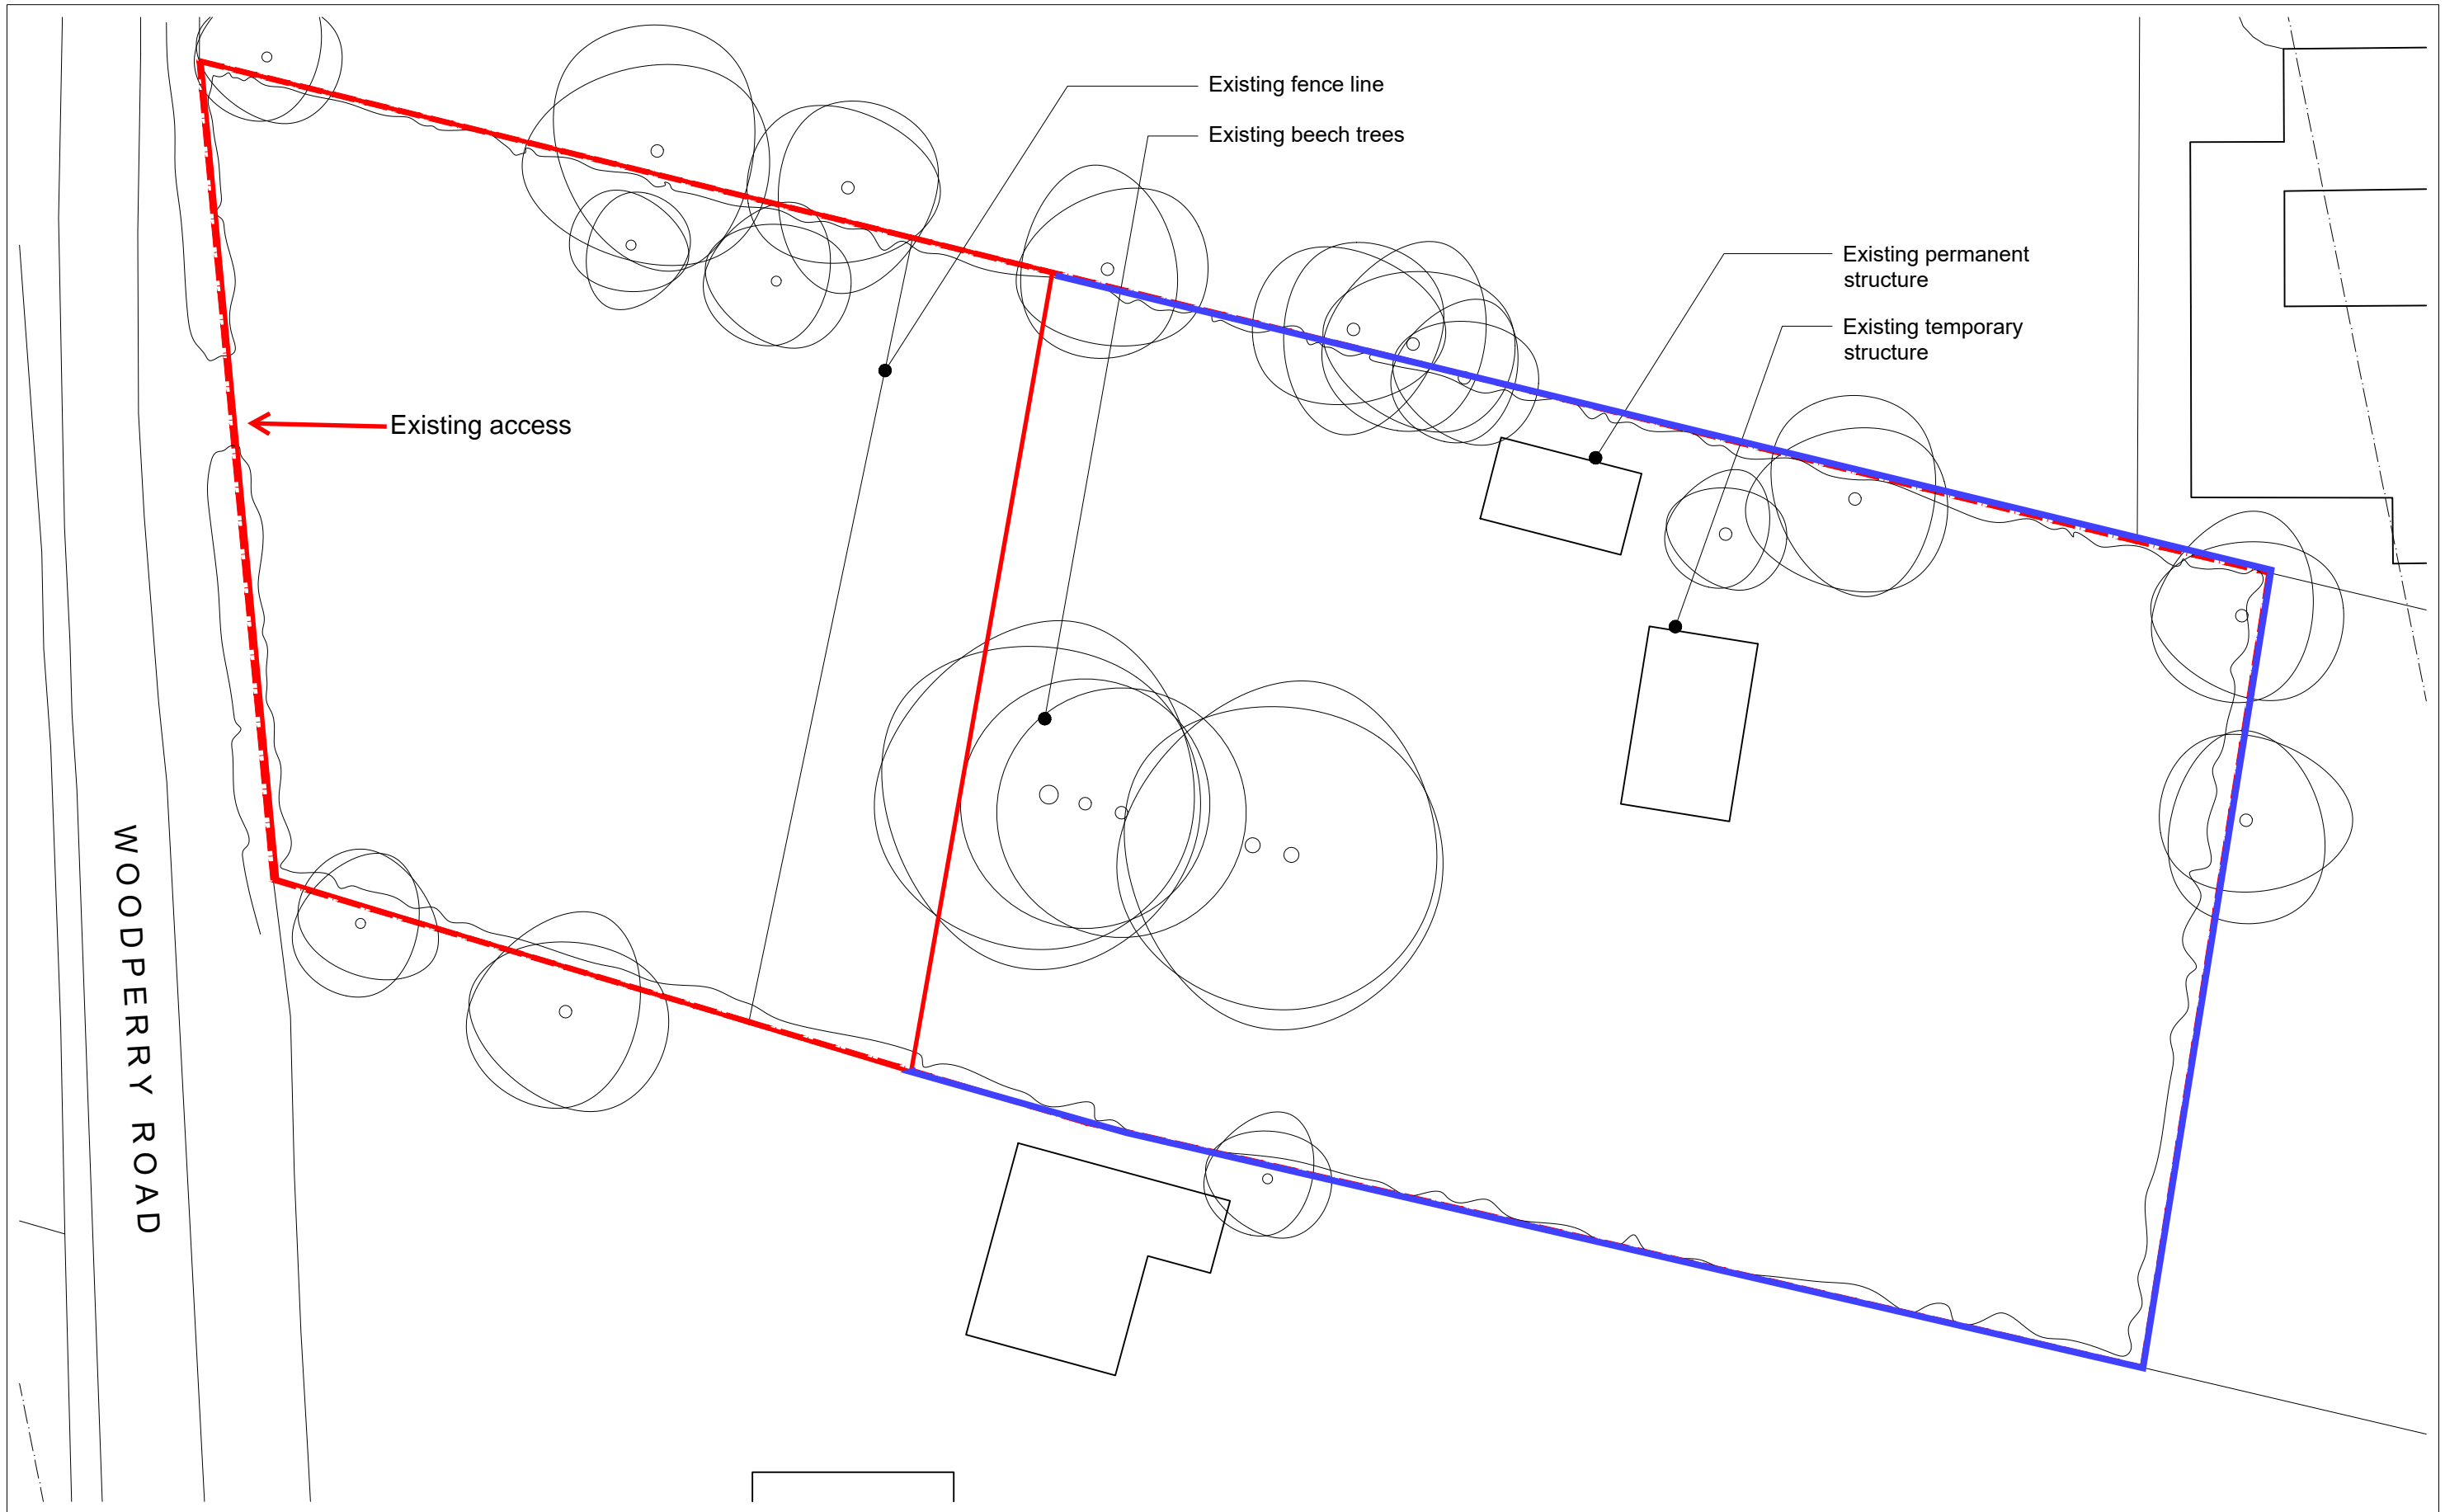 Existing fence line
Existing beech trees
Existing permanent
structure
Existing temporary
structure
Existing access
WOODPERRY ROAD